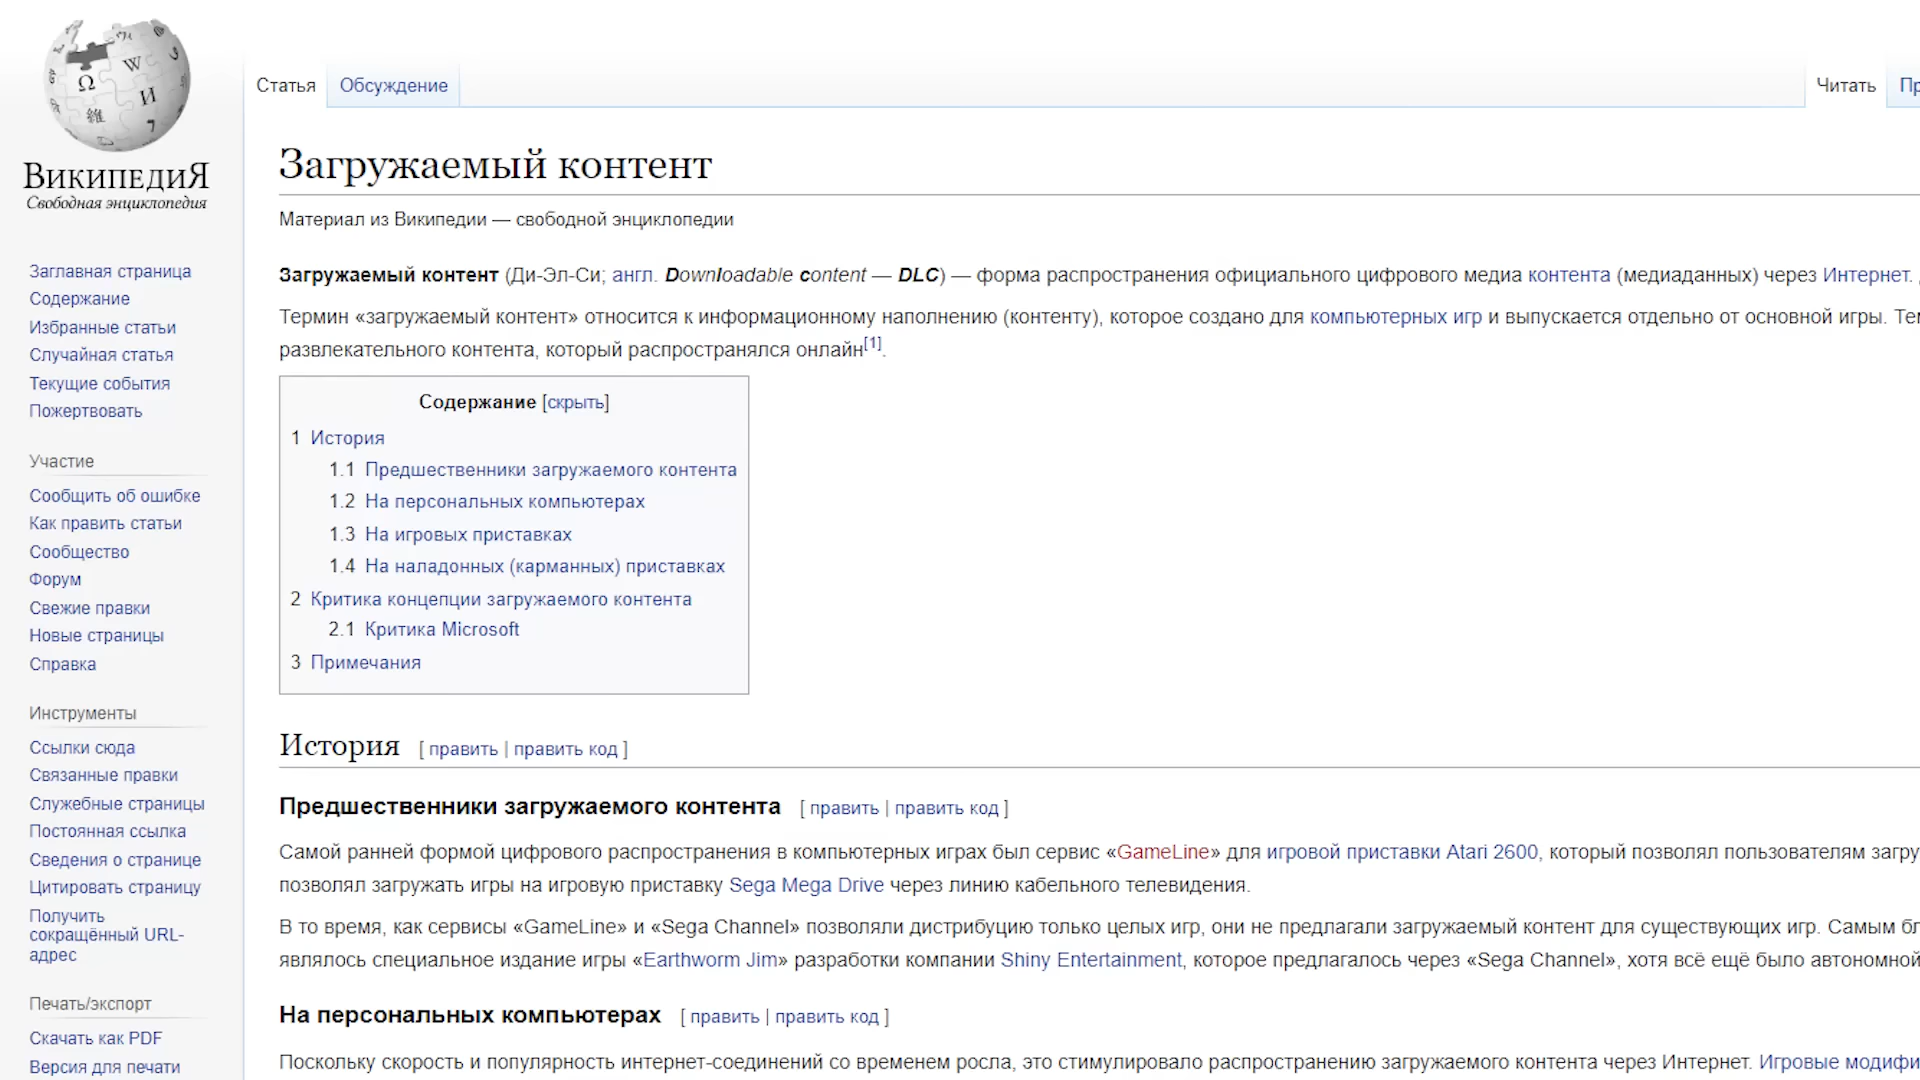 ВикипедиЯ
Свободная энциклопедия
Заглавная страница
Содержание
Избранные статьи
Случайная статья
Текущие события
Пожертвовать
Участие
Сообщить об ошибке
Как править статьи
Сообщество
Форум
Свежие правки
Новые страницы
Справка
Инструменты
Ссылки сюда
Связанные правки
Служебные страницы
Постоянная ссылка
Сведения о странице
Цитировать страницу
Получить
сокращённый URL-
адрес
Печать/экспорт
Скачать как PDF
Версия для печати
Статья Обсуждение Читать
Загружаемый контент
Материал из Википедии — свободной энциклопедии
Загружаемый контент (Ди-Эл-Си; англ. Downloadable content — DLC) — форма распространения официального цифрового медиа контента (медиаданных) через Интернет.
Термин «загружаемый контент» относится к информационному наполнению (контенту), которое создано для компьютерных игр и выпускается отдельно от основной игры.
развлекательного контента, который распространялся онлайн[1].
Содержание [скрыть]
1 История
1.1 Предшественники загружаемого контента
1.2 На персональных компьютерах
1.3 На игровых приставках
1.4 На наладонных (карманных) приставках
2 Критика концепции загружаемого контента
2.1 Критика Microsoft
3 Примечания
История [ править | править код ]
Предшественники загружаемого контента [ править | править код ]
Самой ранней формой цифрового распространения в компьютерных играх был сервис «GameLine» для игровой приставки Atari 2600, который позволял пользователям загру
позволял загружать игры на игровую приставку Sega Mega Drive через линию кабельного телевидения.
В то время, как сервисы «GameLine» и «Sega Channel» позволяли дистрибуцию только целых игр, они не предлагали загружаемый контент для существующих игр. Самым бл
являлось специальное издание игры «Earthworm Jim» разработки компании Shiny Entertainment, которое предлагалось через «Sega Channel», хотя всё ещё было автономной
На персональных компьютерах [ править | править код ]
Поскольку скорость и популярность интернет-соединений со временем росла, это стимулировало распространению загружаемого контента через Интернет. Игровые модифи